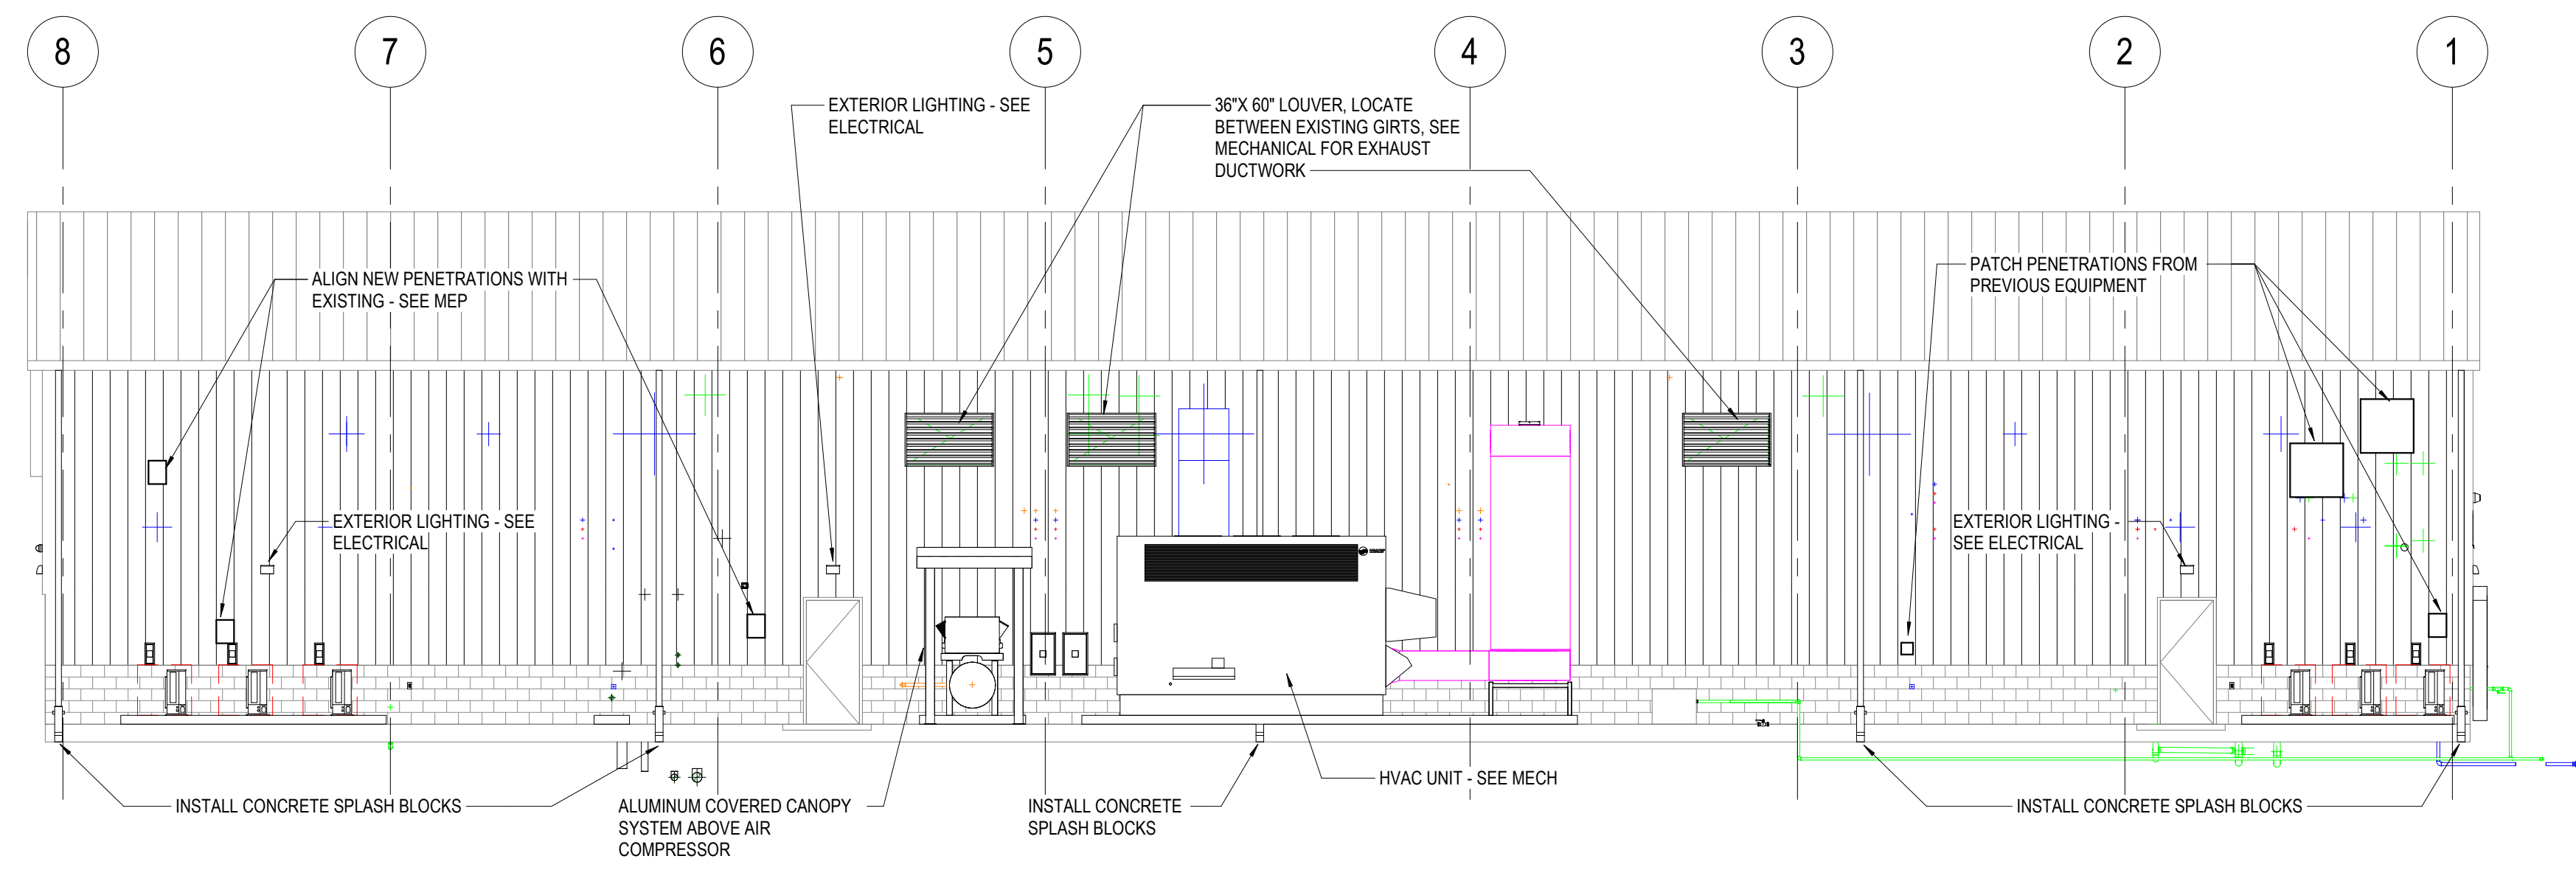 8
7
6
5
4
3
2
1
EXTERIOR LIGHTING - SEE
ELECTRICAL
36"X 60" LOUVER, LOCATE
BETWEEN EXISTING GIRTS, SEE
MECHANICAL FOR EXHAUST
DUCTWORK
ALIGN NEW PENETRATIONS WITH
EXISTING - SEE MEP
PATCH PENETRATIONS FROM
PREVIOUS EQUIPMENT
EXTERIOR LIGHTING - SEE
ELECTRICAL
EXTERIOR LIGHTING -
SEE ELECTRICAL
HVAC UNIT - SEE MECH
INSTALL CONCRETE SPLASH BLOCKS
ALUMINUM COVERED CANOPY
SYSTEM ABOVE AIR
COMPRESSOR
INSTALL CONCRETE
SPLASH BLOCKS
INSTALL CONCRETE SPLASH BLOCKS